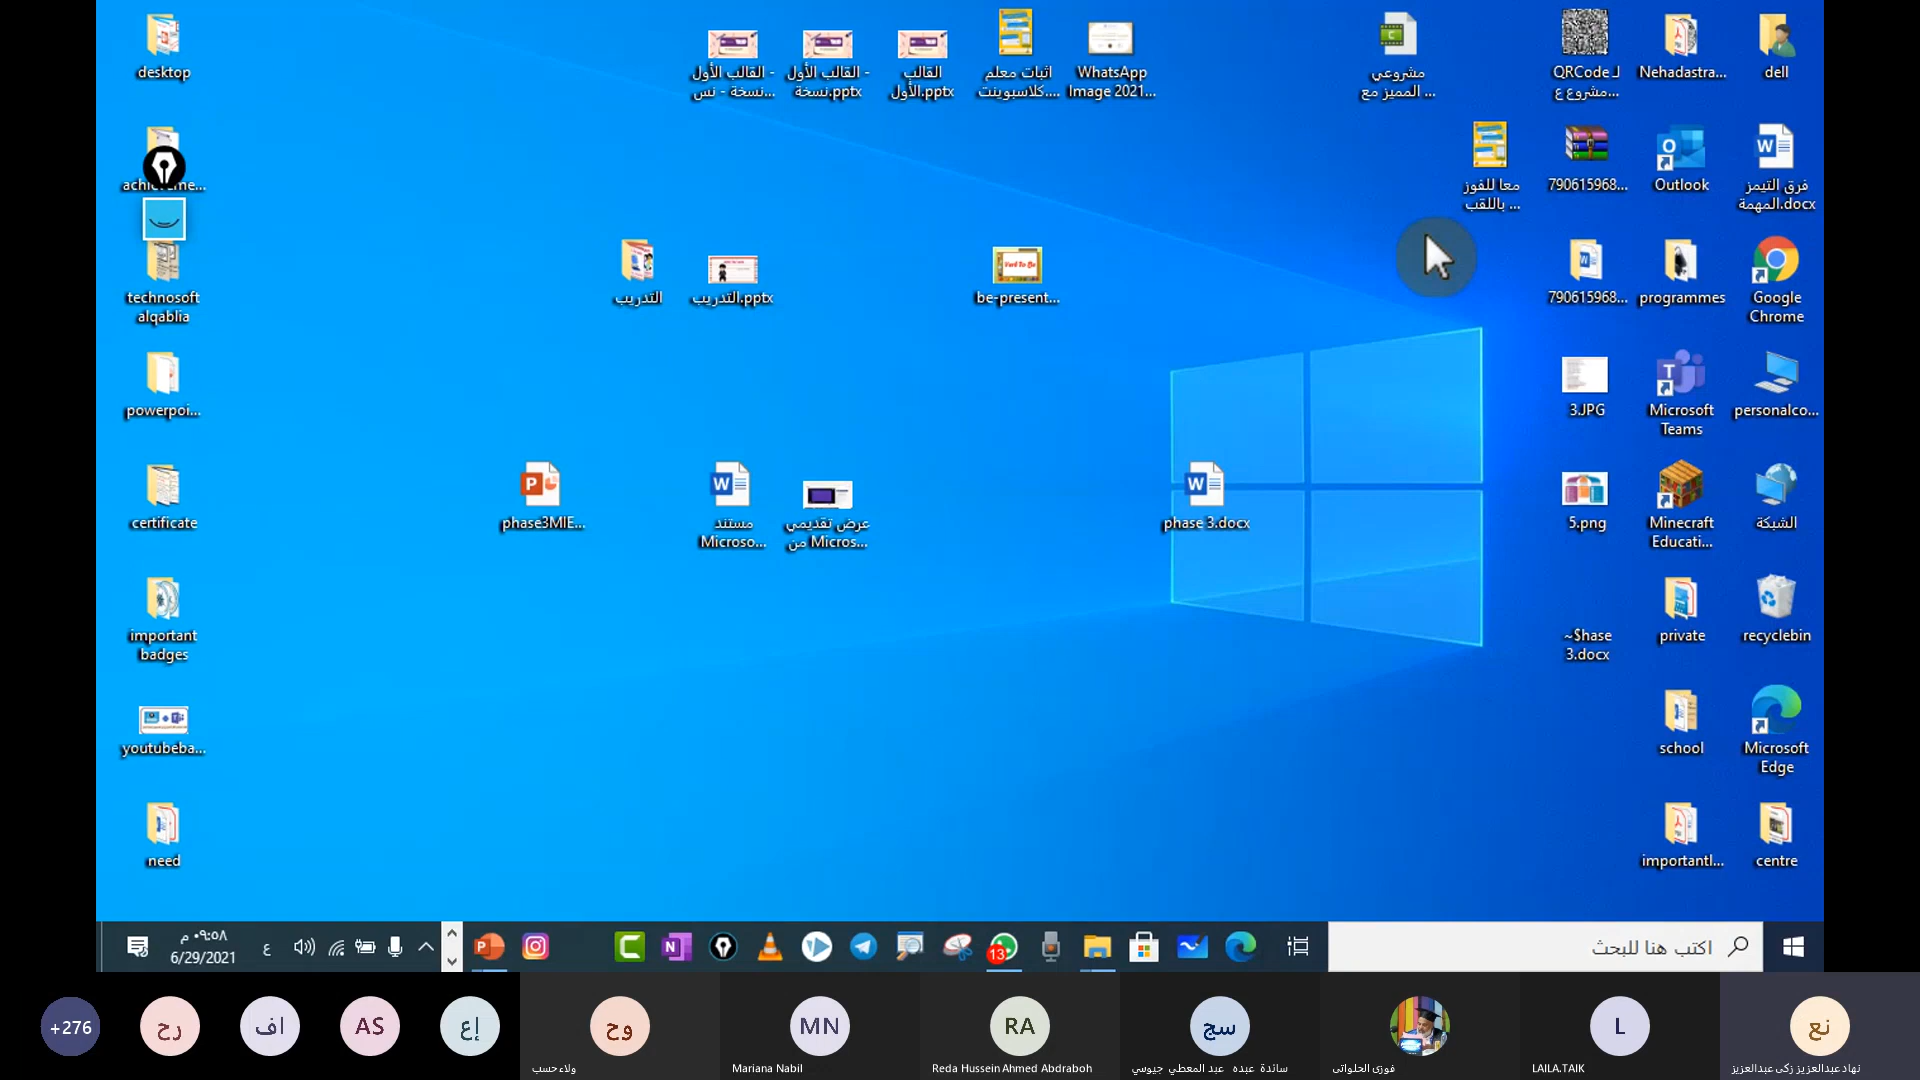 desktop
القالب الأول -
نسخة - نس...
القالب الأول -
نسخة.pptx
القالب
الأول.pptx
اثبات معلم
كلاسبوينت....
WhatsApp
Image 2021...
مشروعي
المميز مع ...
QRCode لـ
مشروع ع...
Nehadastra...
dell
achieveme...
معا للفوز
باللقب ...
790615968...
Outlook
فرق التيمز
المهمة.docx
technosoft
alqablia
التدريب
التدريب.pptx
be-present...
790615968...
programmes
Google
Chrome
powerpoi...
3.JPG
Microsoft
Teams
personalco...
certificate
phase3MIE...
مستند
Microso...
عرض تقديمي
من Micros...
phase 3.docx
5.png
Minecraft
Educati...
الشبكة
important
badges
~$hase
3.docx
private
recyclebin
youtubeba...
school
Microsoft
Edge
need
importantl...
centre
٠٩:٥٨ م
6/29/2021
ع
13
اكتب هنا للبحث
+276
رح
اف
AS
إع
وح
ولاء حسب
MN
Mariana Nabil
RA
Reda Hussein Ahmed Abdraboh
سج
سائدة عبده عبد المعطي جيوسي
فوزى الحلواتى
L
LAILA.TAIK
نع
نهاد عبدالعزيز زكى عبدالعزيز